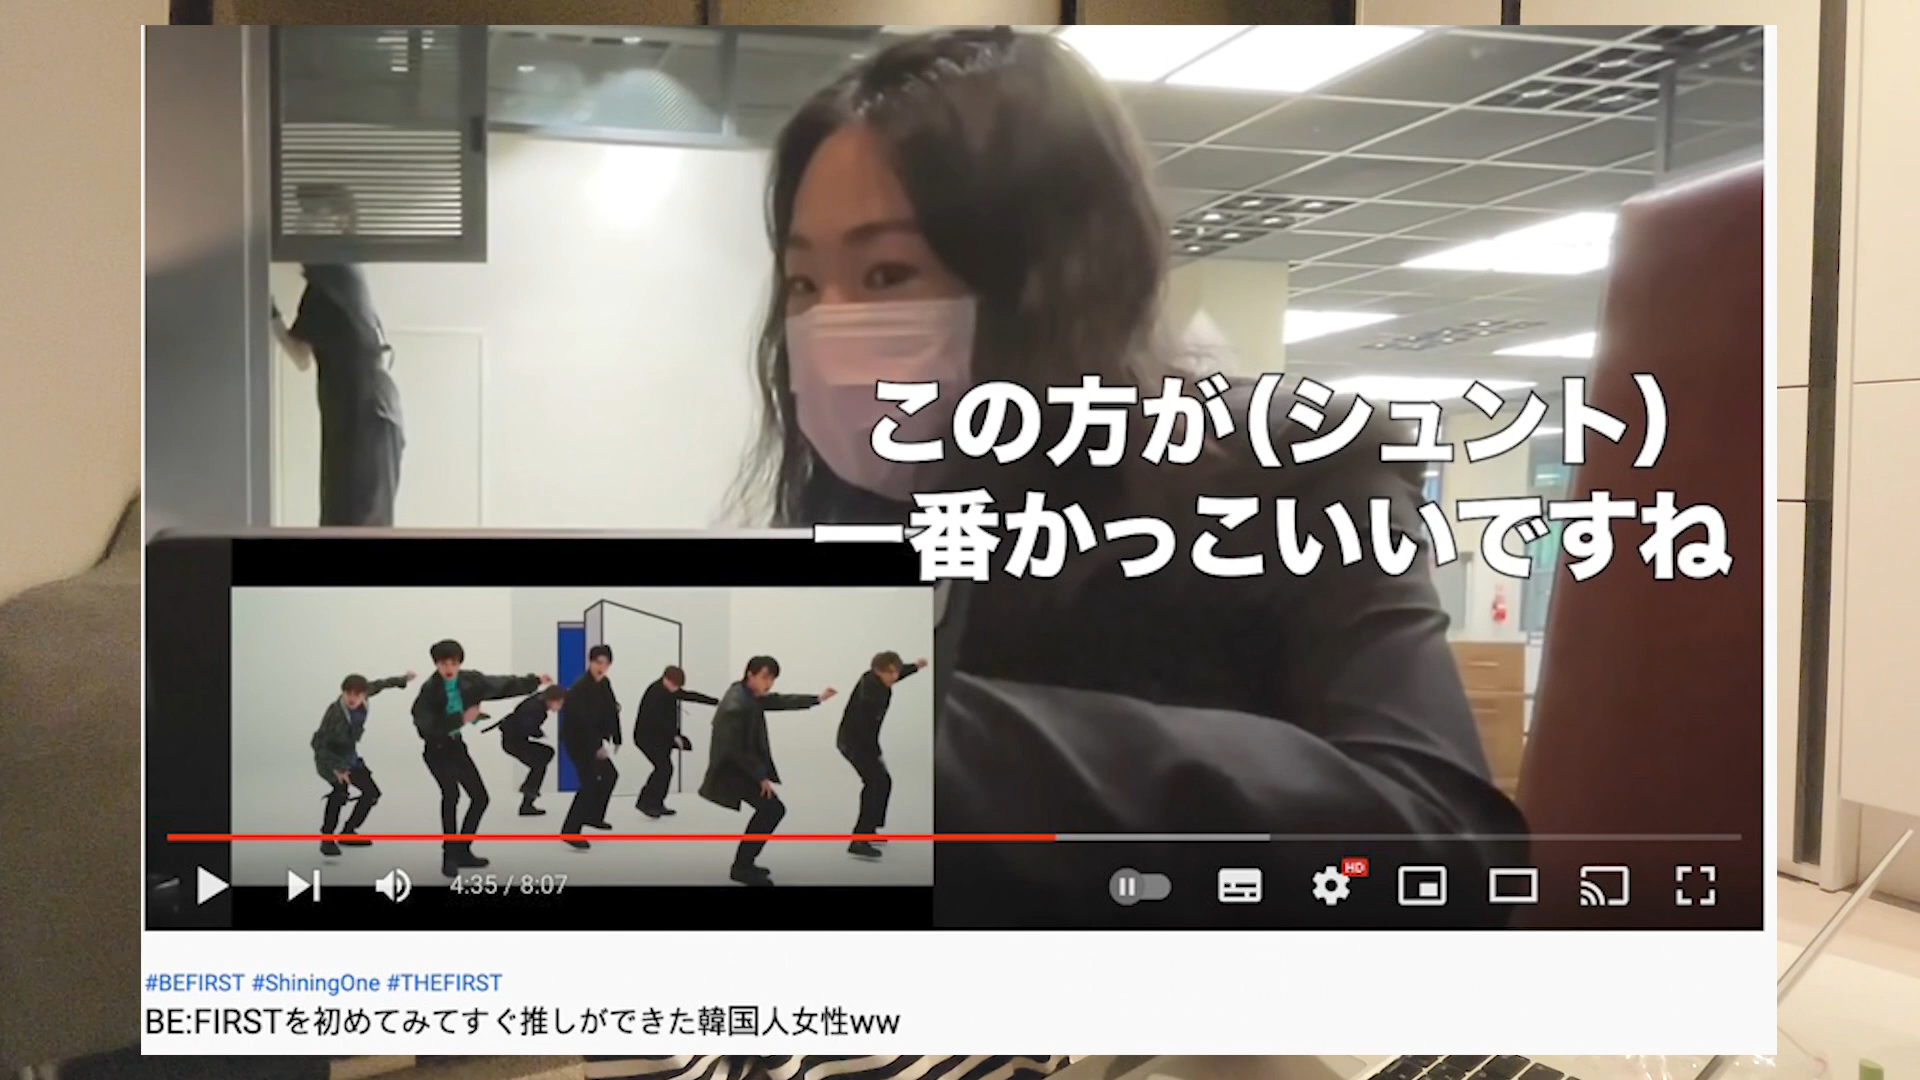 この方が(シュント)
一番かっこいいですね
4:35 / 8:07
HD
#BEFIRST #ShiningOne #THEFIRST
BE:FIRSTを初めてみてすぐ推しができた韓国人女性ww